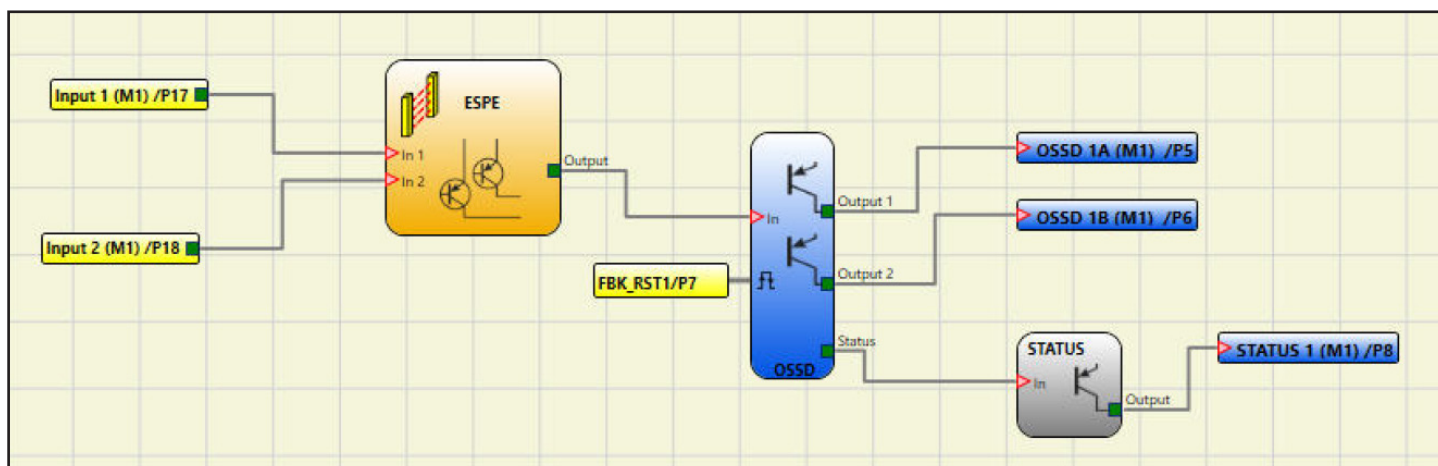 Input 1 (M1) /P17
ESPE
In 1
In 2
Output
Input 2 (M1) /P18
In
Output 1
Output 2
Status
OSSD
FBK_RST1/P7
OSSD 1A (M1) /P5
OSSD 1B (M1) /P6
STATUS
In
Output
STATUS 1 (M1) /P8